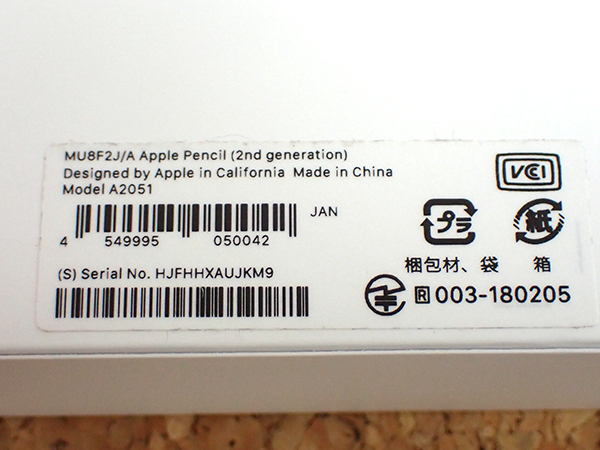 MU8F2J/A Apple Pencil (2nd generation)
Designed by Apple in California Made in China
Model A2051
VCCI
JAN
4 549995 050042
プラ
紙
梱包材、袋 箱
(S) Serial No. HJFHHXAUJKM9
R 003-180205